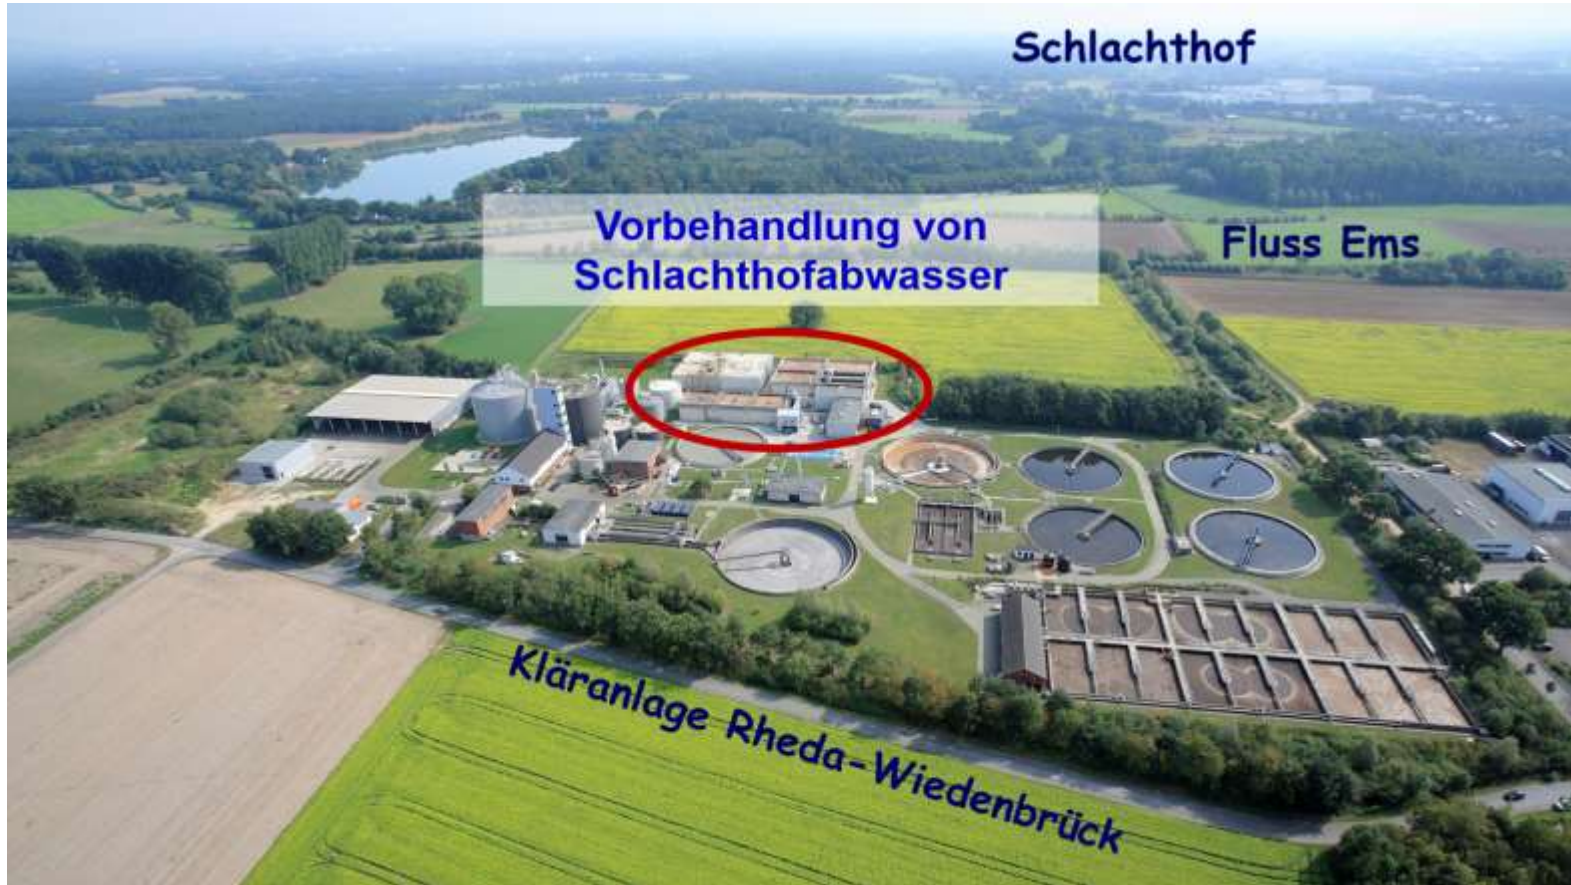 Schlachthof
Vorbehandlung von
Schlachthofabwasser
Fluss Ems
Kläranlage Rheda-Wiedenbrück